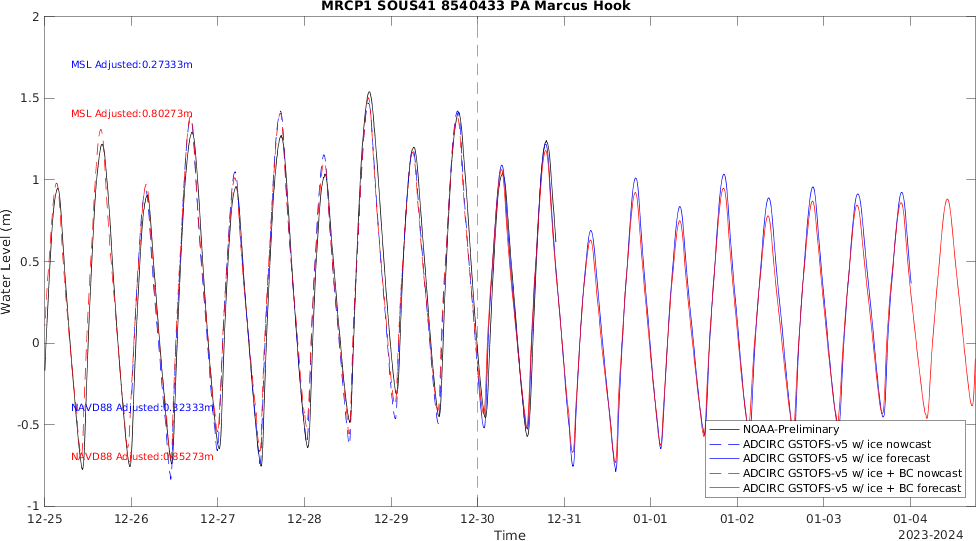 MRCP1 SOUS41 8540433 PA Marcus Hook
2
1.5
1
0.5
0
-0.5
-1
Water Level (m)
MSL Adjusted:0.27333m
MSL Adjusted:0.80273m
NAVD88 Adjusted:0.32333m
NAVD88 Adjusted:0.85273m
NOAA-Preliminary
ADCIRC GSTOFS-v5 w/ ice nowcast
ADCIRC GSTOFS-v5 w/ ice forecast
ADCIRC GSTOFS-v5 w/ ice + BC nowcast
ADCIRC GSTOFS-v5 w/ ice + BC forecast
12-25 12-26 12-27 12-28 12-29 12-30 12-31 01-01 01-02 01-03 01-04
Time
2023-2024